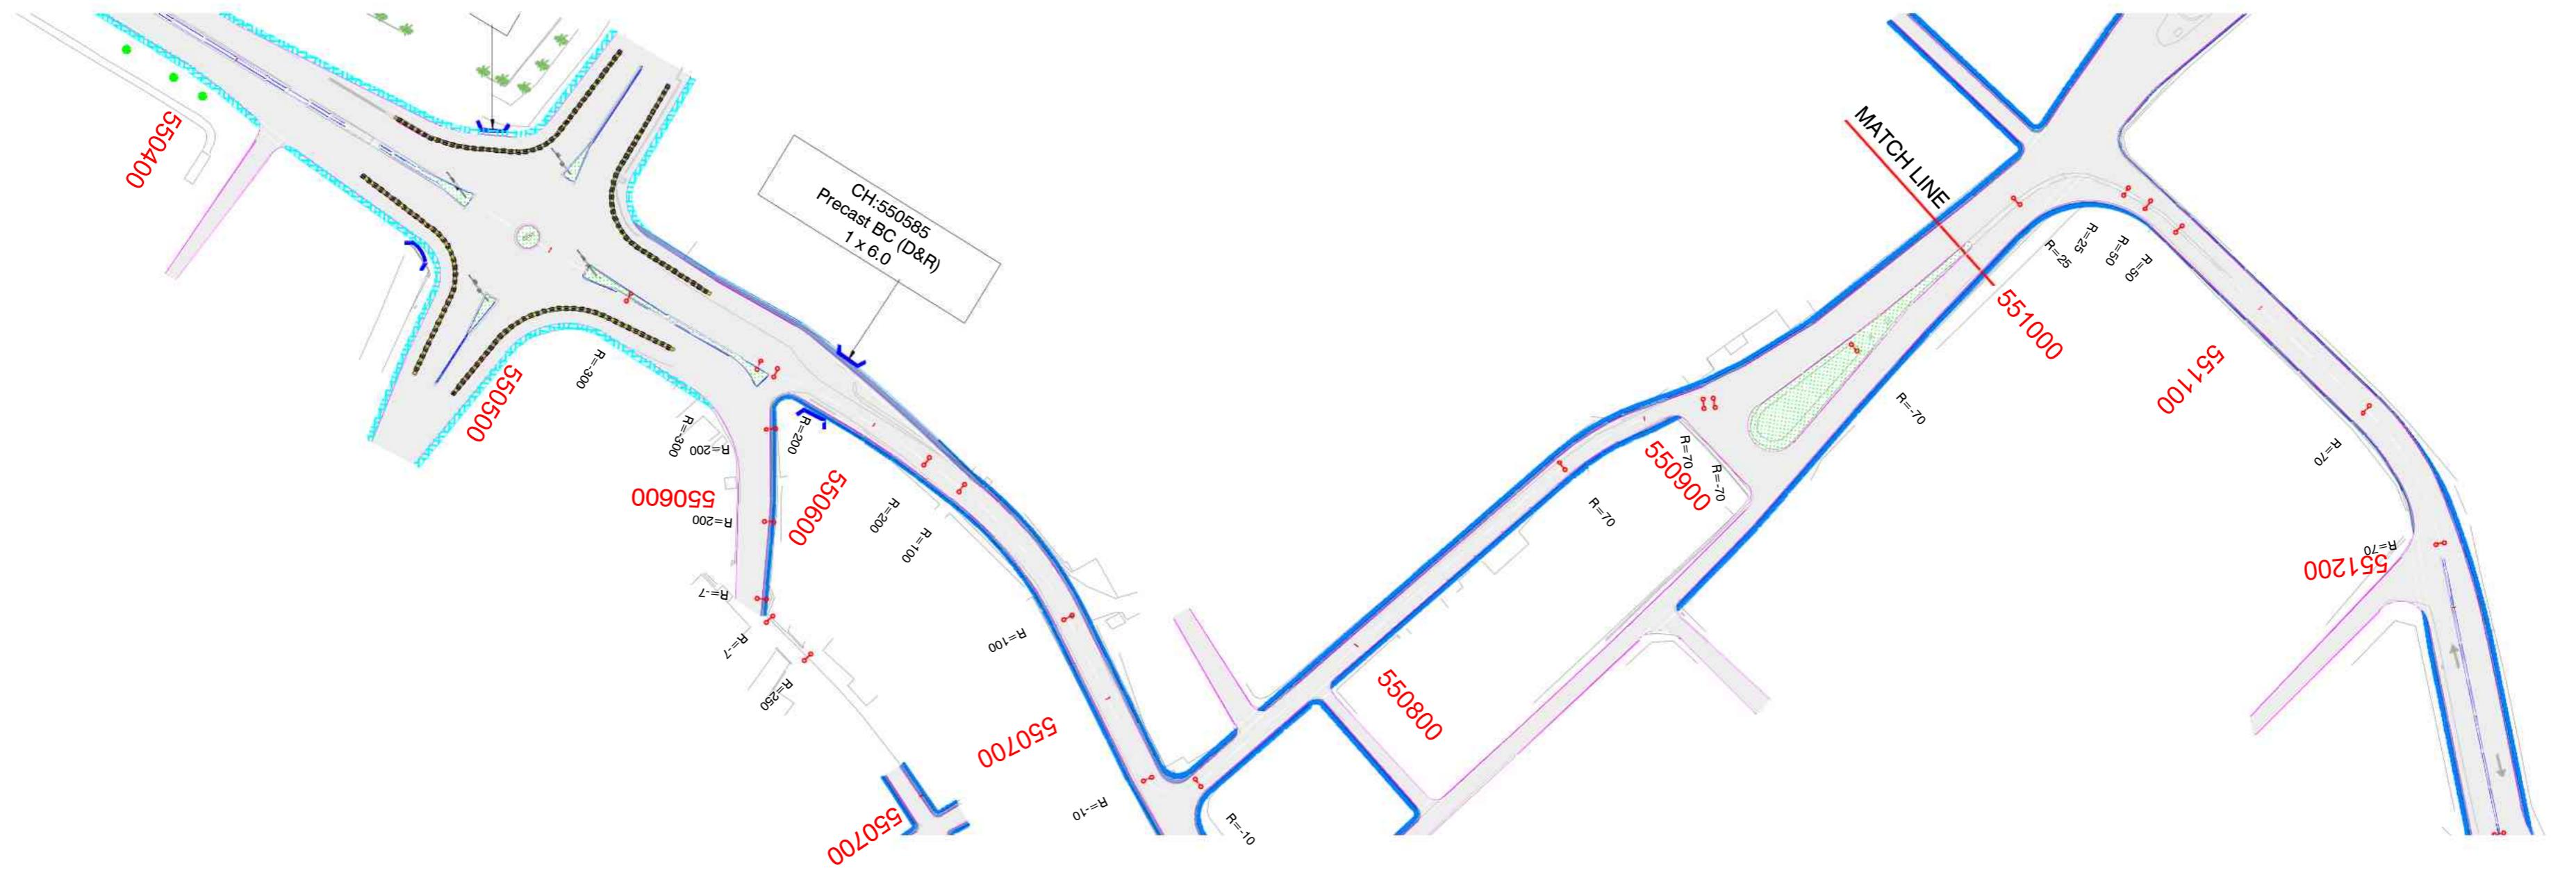 550400
CH:550585
Precast BC (D&R)
1 x 6.0
550500
R=-300
R=-300
R=200
R=200
550600
R=200
550600
R=200
R=100
R=-7
R=-7
R=250
R=100
550700
550700
R=-10
R=-10
550800
R=70
550900
R=70
R=-70
R=-70
MATCH LINE
551000
R=25
R=25
R=50
R=50
551100
R=70
R=70
551200